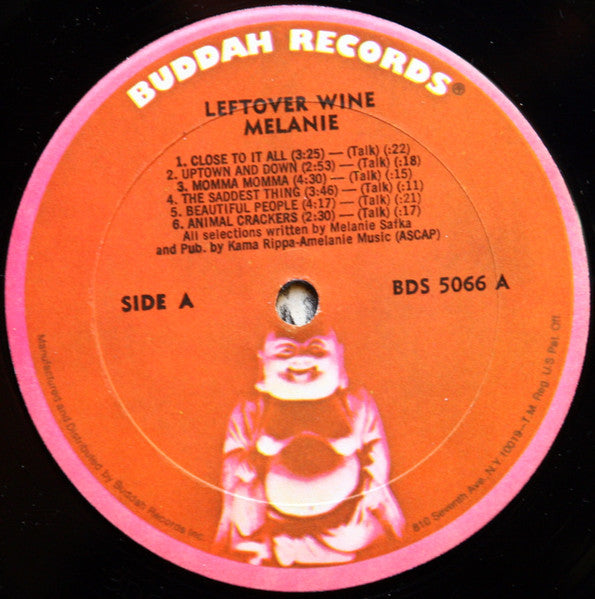 BUDDAH RECORDS®
LEFTOVER WINE
MELANIE
1. CLOSE TO IT ALL (3:25) — (Talk) (:22)
2. UPTOWN AND DOWN (2:53) — (Talk) (:18)
3. MOMMA MOMMA (4:30) — (Talk) (:15)
4. THE SADDEST THING (3:46) — (Talk) (:11)
5. BEAUTIFUL PEOPLE (4:17) — (Talk) (:21)
6. ANIMAL CRACKERS (2:30) — (Talk) (:17)
All selections written by Melanie Safka
and Pub. by Kama Rippa-Amelanie Music (ASCAP)
SIDE A
BDS 5066 A
Manufactured and Distributed by Buddah Records Inc.
810 Seventh Ave. N.Y. 10019—T.M. Reg. U.S Pat. Off.